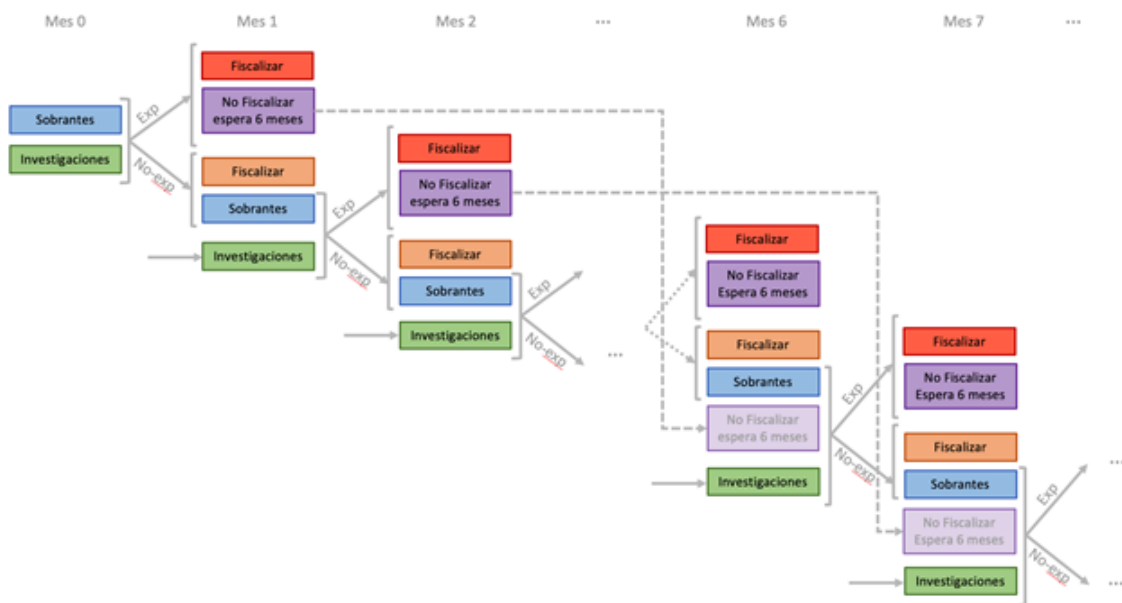 Mes 0
Mes 1
Mes 2
...
Mes 6
Mes 7
...
Sobrantes
Investigaciones
Exp
No-exp
Fiscalizar
No Fiscalizar
espera 6 meses
Fiscalizar
Sobrantes
Investigaciones
Exp
No-exp
Fiscalizar
No Fiscalizar
espera 6 meses
Fiscalizar
Sobrantes
Investigaciones
Exp
No-exp
...
Fiscalizar
No Fiscalizar
Espera 6 meses
Fiscalizar
Sobrantes
No Fiscalizar
espera 6 meses
Investigaciones
Exp
No-exp
Fiscalizar
No Fiscalizar
Espera 6 meses
Fiscalizar
Sobrantes
No Fiscalizar
Espera 6 meses
Investigaciones
Exp
No-exp
...
...